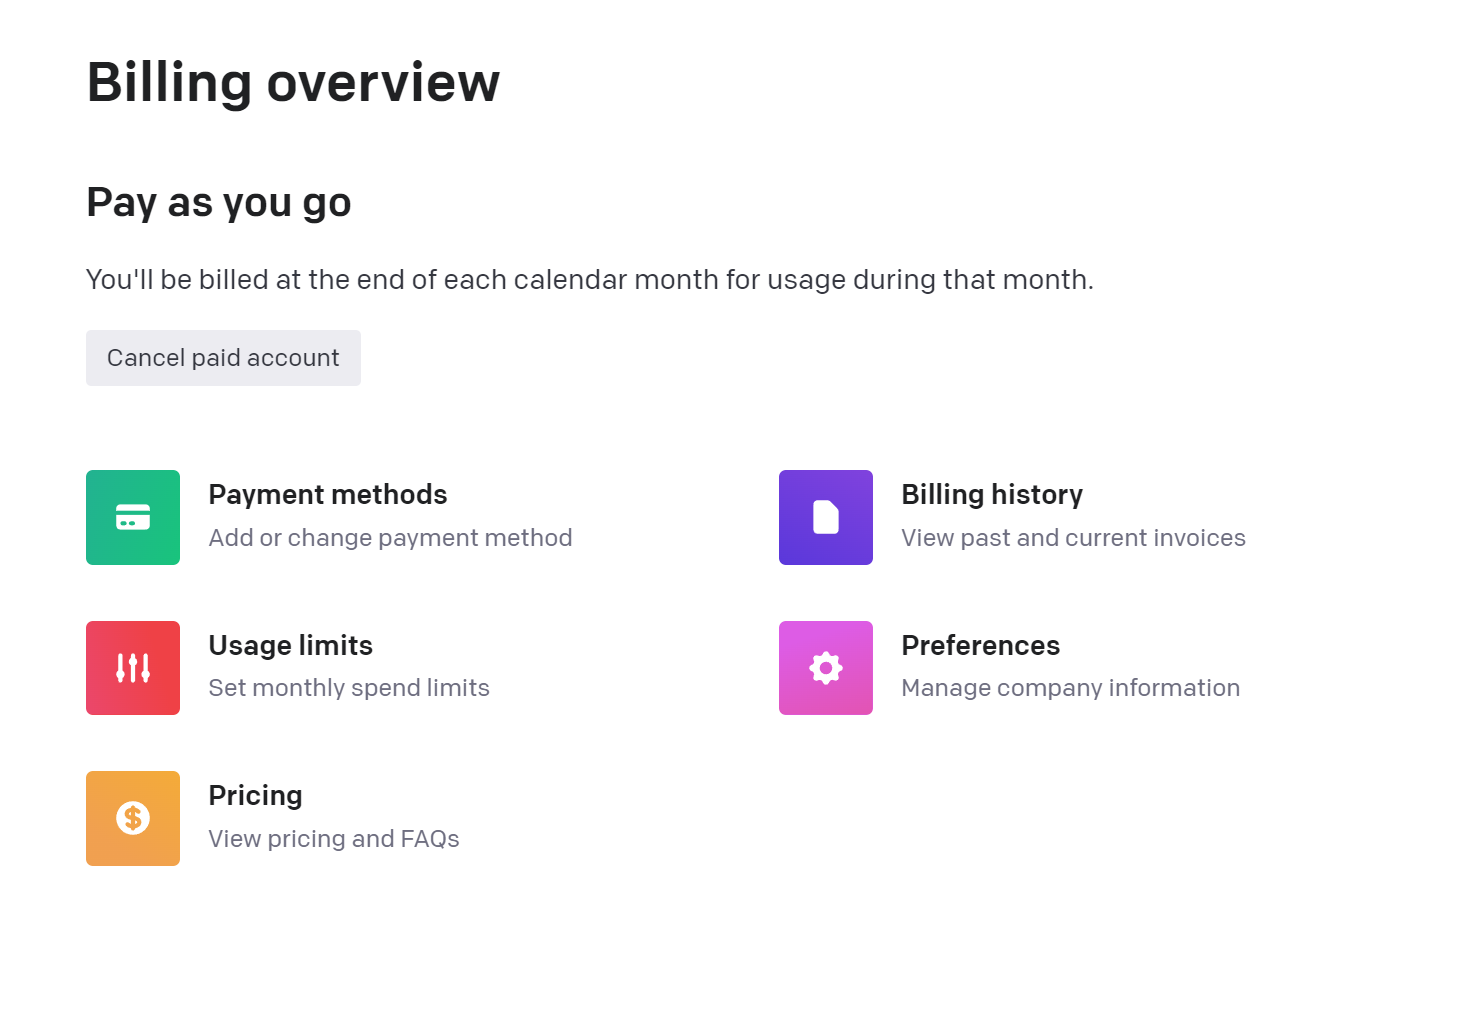 Billing overview
Pay as you go
You'll be billed at the end of each calendar month for usage during that month.
Cancel paid account
Payment methods
Add or change payment method
Billing history
View past and current invoices
Usage limits
Set monthly spend limits
Preferences
Manage company information
Pricing
View pricing and FAQs